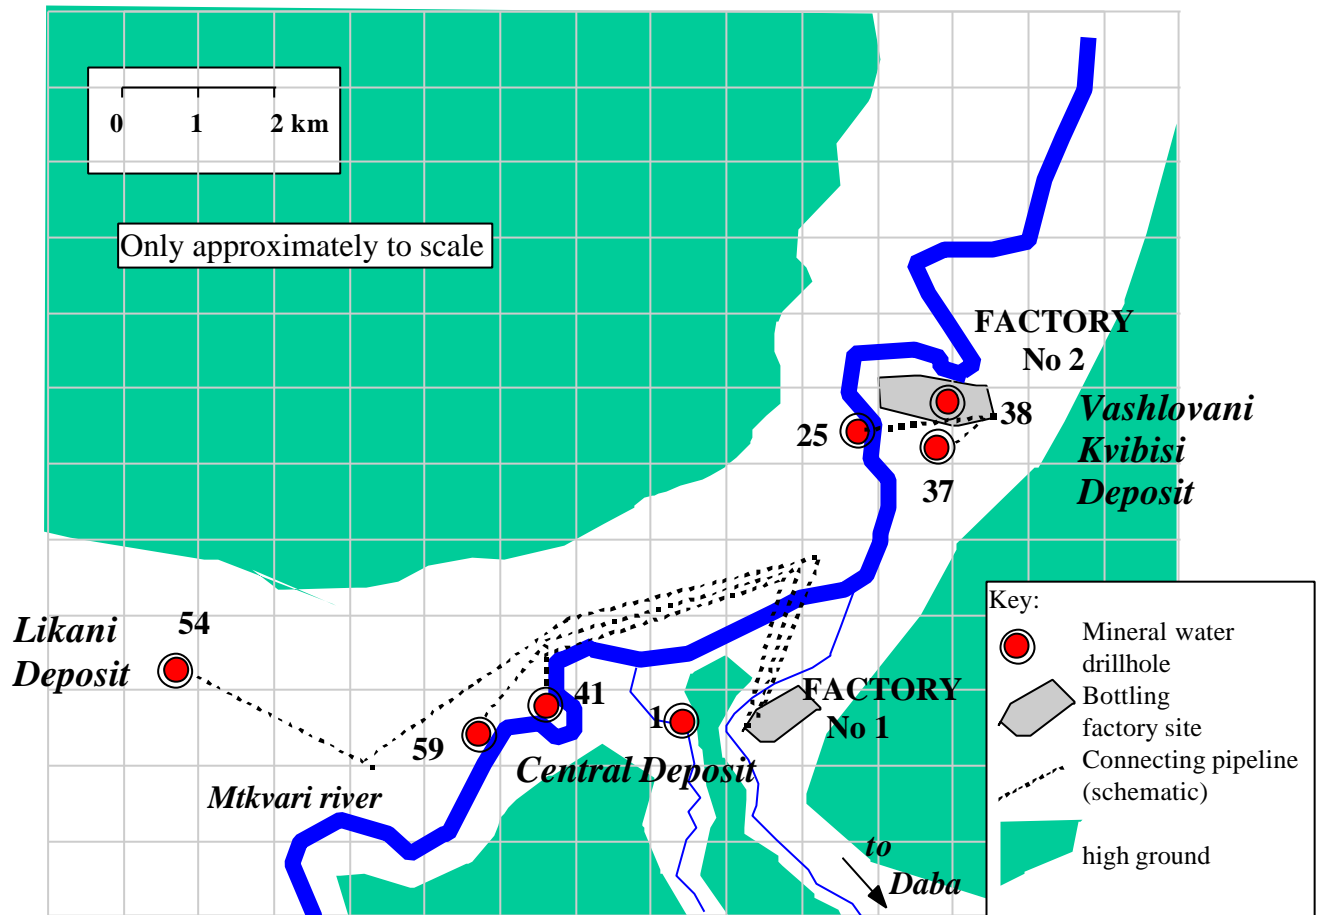 0 1 2 km
Only approximately to scale
FACTORY
No 2
38
Vashlovani
Kvibisi
Deposit
25
37
Likani
Deposit
54
41
59
1
FACTORY
No 1
Central Deposit
Mtkvari river
to
Daba
Key:
Mineral water
drillhole
Bottling
factory site
Connecting pipeline
(schematic)
high ground